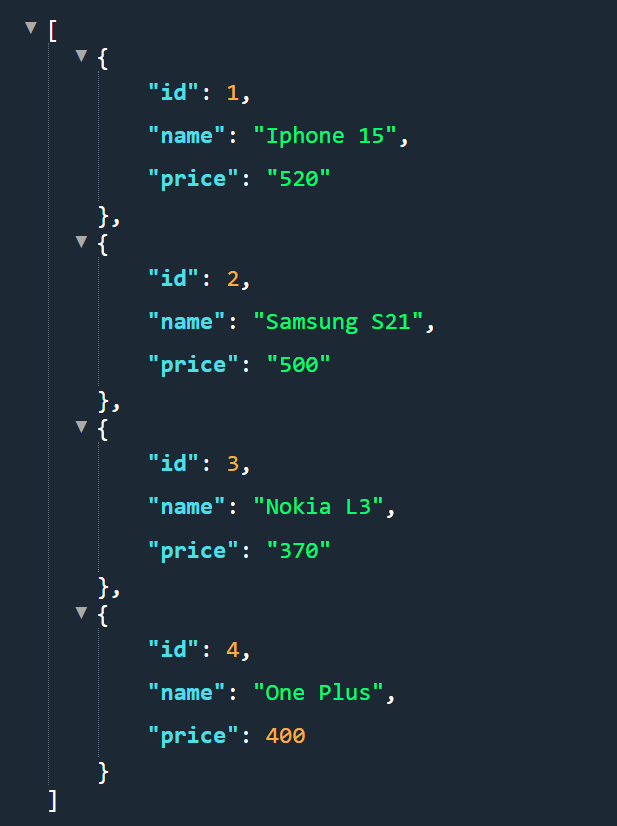 [
{
"id": 1,
"name": "Iphone 15",
"price": "520"
},
{
"id": 2,
"name": "Samsung S21",
"price": "500"
},
{
"id": 3,
"name": "Nokia L3",
"price": "370"
},
{
"id": 4,
"name": "One Plus",
"price": 400
}
]